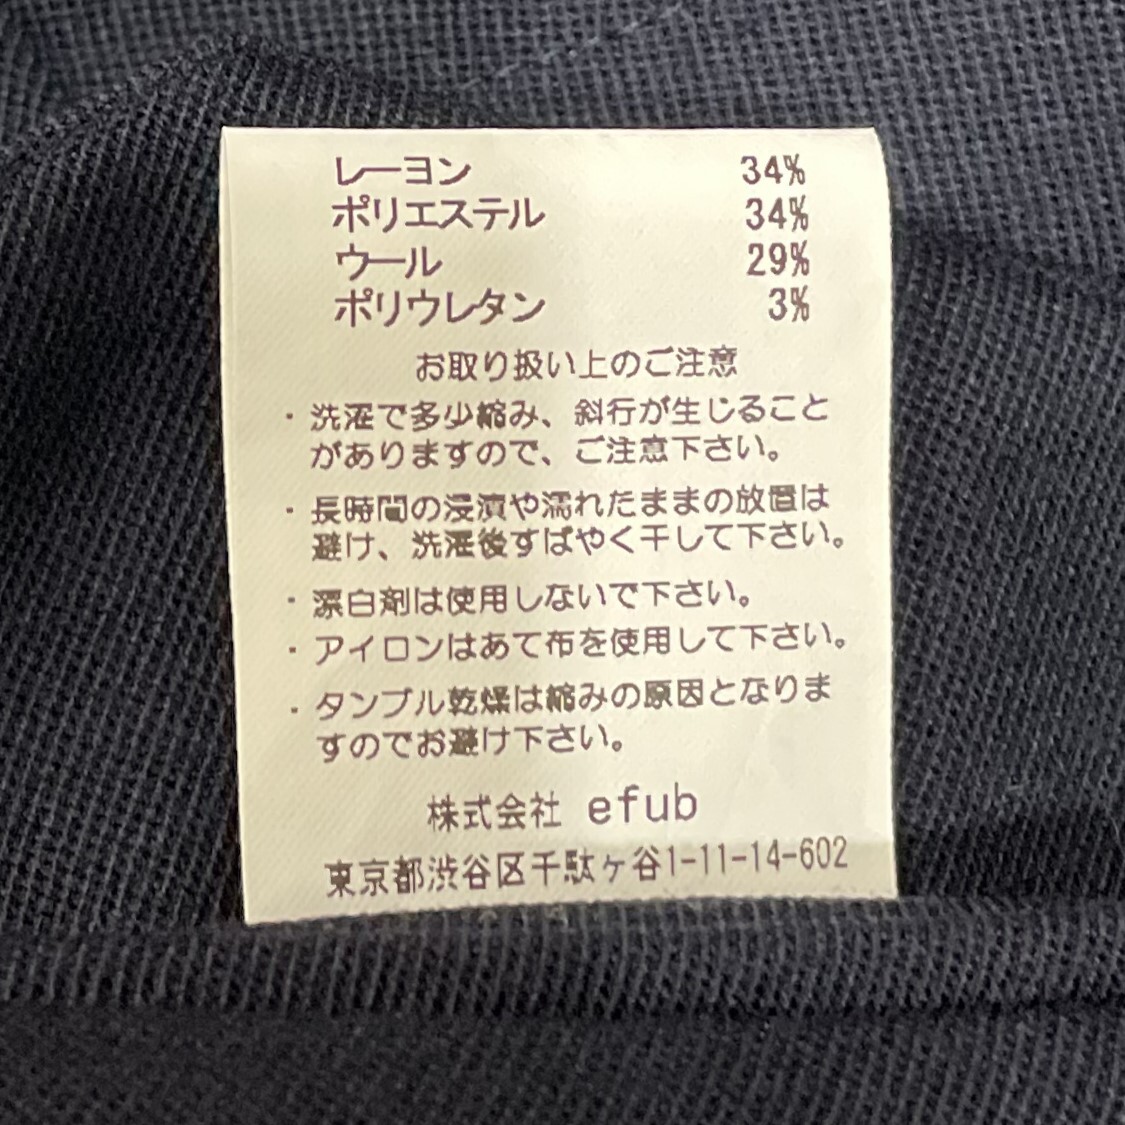 レーヨン 34%
ポリエステル 34%
ウール 29%
ポリウレタン 3%
お取り扱い上のご注意
・洗濯で多少縮み、斜行が生じること
がありますので、ご注意下さい。
・長時間の浸漬や濡れたままの放置は
避け、洗濯後すばやく干して下さい。
・漂白剤は使用しないで下さい。
・アイロンはあて布を使用して下さい。
・タンブル乾燥は縮みの原因となりま
すのでお避け下さい。
株式会社 efub
東京都渋谷区千駄ヶ谷1-11-14-602